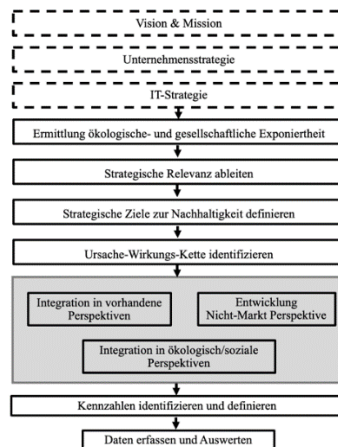 Vision & Mission
Unternehmensstrategie
IT-Strategie
Ermittlung ökologische- und gesellschaftliche Exponiertheit
Strategische Relevanz ableiten
Strategische Ziele zur Nachhaltigkeit definieren
Ursache-Wirkungs-Kette identifizieren
Integration in vorhandene
Perspektiven
Entwicklung
Nicht-Markt Perspektive
Integration in ökologisch/soziale
Perspektiven
Kennzahlen identifizieren und definieren
Daten erfassen und Auswerten